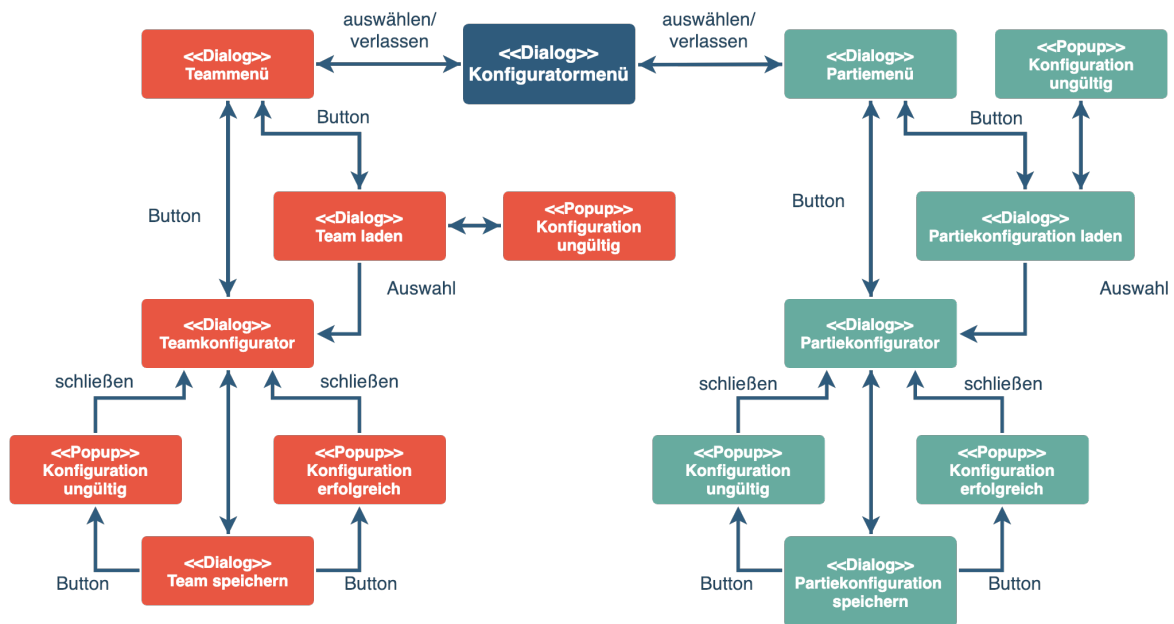 auswählen/
verlassen
auswählen/
verlassen
<<Dialog>>
Teammenü
<<Dialog>>
Konfiguratormenü
<<Dialog>>
Partiemenü
<<Popup>>
Konfiguration
ungültig
Button
Button
Button
<<Dialog>>
Team laden
<<Popup>>
Konfiguration
ungültig
Button
<<Dialog>>
Partiekonfiguration laden
Auswahl
Auswahl
<<Dialog>>
Teamkonfigurator
<<Dialog>>
Partiekonfigurator
schließen
schließen
schließen
schließen
<<Popup>>
Konfiguration
ungültig
<<Popup>>
Konfiguration
erfolgreich
<<Popup>>
Konfiguration
ungültig
<<Popup>>
Konfiguration
erfolgreich
Button
<<Dialog>>
Team speichern
Button
Button
<<Dialog>>
Partiekonfiguration
speichern
Button